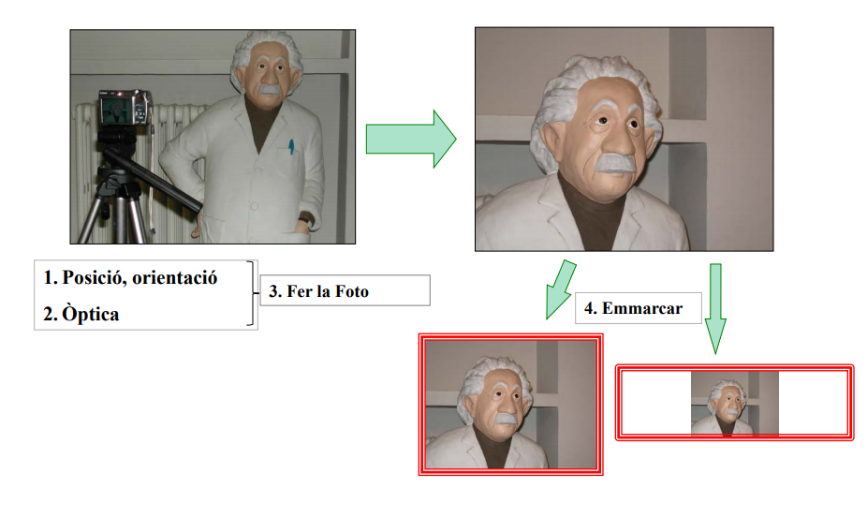 1. Posició, orientació
2. Òptica
3. Fer la Foto
4. Emmarcar